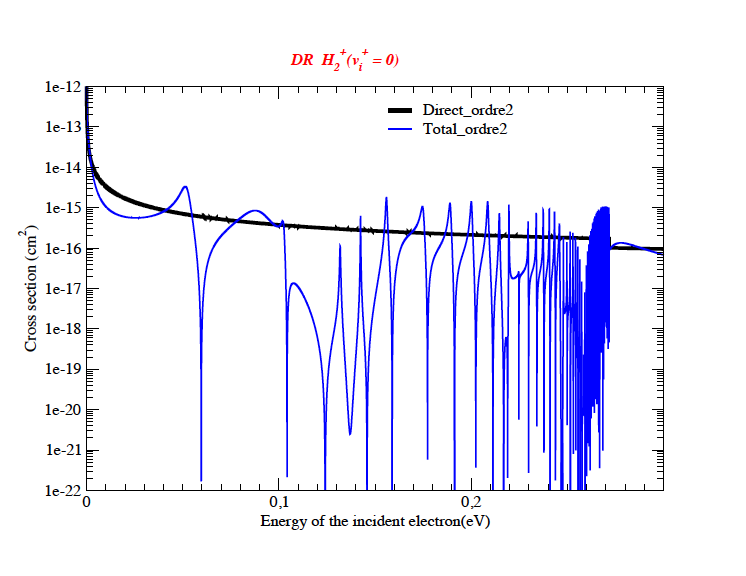 DR H2+(vi+ = 0)
Direct_ordre2
Total_ordre2
1e-12
1e-13
1e-14
1e-15
1e-16
1e-17
1e-18
1e-19
1e-20
1e-21
1e-22
Cross section (cm2)
0 0,1 0,2
Energy of the incident electron(eV)